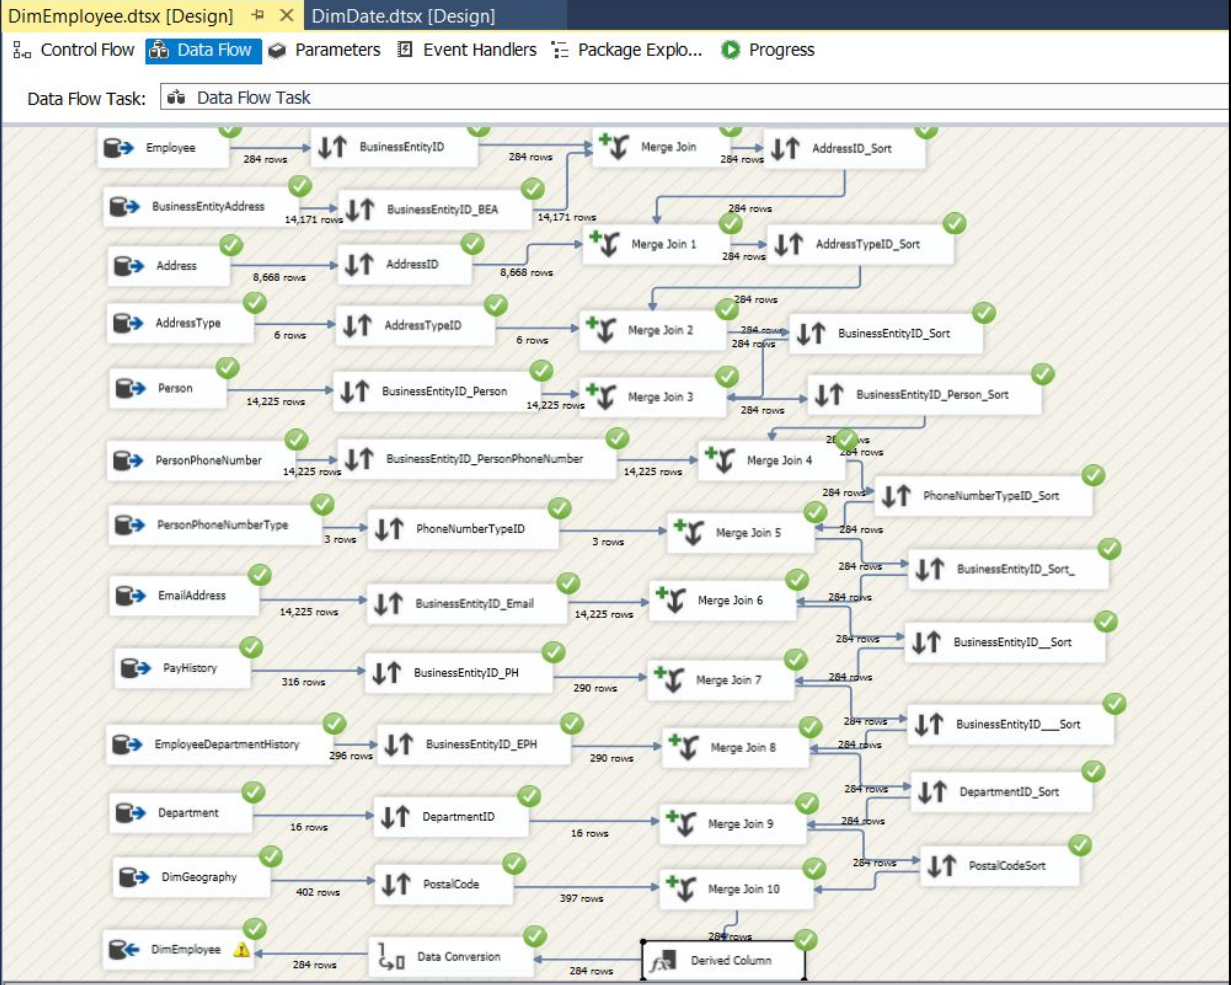 DimEmployee.dtsx [Design] DimDate.dtsx [Design]
Control Flow Data Flow Parameters Event Handlers Package Explo... Progress
Data Flow Task: Data Flow Task
Employee 284 rows BusinessEntityID 284 rows Merge Join 284 rows AddressID_Sort
BusinessEntityAddress 14,171 rows BusinessEntityID_BEA 14,171 rows 284 rows
Address 8,668 rows AddressID 8,668 rows Merge Join 1 284 rows AddressTypeID_Sort
284 rows
AddressType 6 rows AddressTypeID 6 rows Merge Join 2 284 rows 284 rows BusinessEntityID_Sort
Person 14,225 rows BusinessEntityID_Person 14,225 rows Merge Join 3 284 rows BusinessEntityID_Person_Sort
PersonPhoneNumber 14,225 rows BusinessEntityID_PersonPhoneNumber 14,225 rows Merge Join 4 284 rows
284 rows PhoneNumberTypeID_Sort
PersonPhoneNumberType 3 rows PhoneNumberTypeID 3 rows Merge Join 5 284 rows
284 rows BusinessEntityID_Sort_
EmailAddress 14,225 rows BusinessEntityID_Email 14,225 rows Merge Join 6 284 rows
284 rows BusinessEntityID__Sort
PayHistory 316 rows BusinessEntityID_PH 290 rows Merge Join 7 284 rows
284 rows BusinessEntityID___Sort
EmployeeDepartmentHistory 296 rows BusinessEntityID_EPH 290 rows Merge Join 8 284 rows
284 rows DepartmentID_Sort
Department 16 rows DepartmentID 16 rows Merge Join 9 284 rows
284 rows PostalCodeSort
DimGeography 402 rows PostalCode 397 rows Merge Join 10
284 rows
DimEmployee 284 rows Data Conversion 284 rows Derived Column